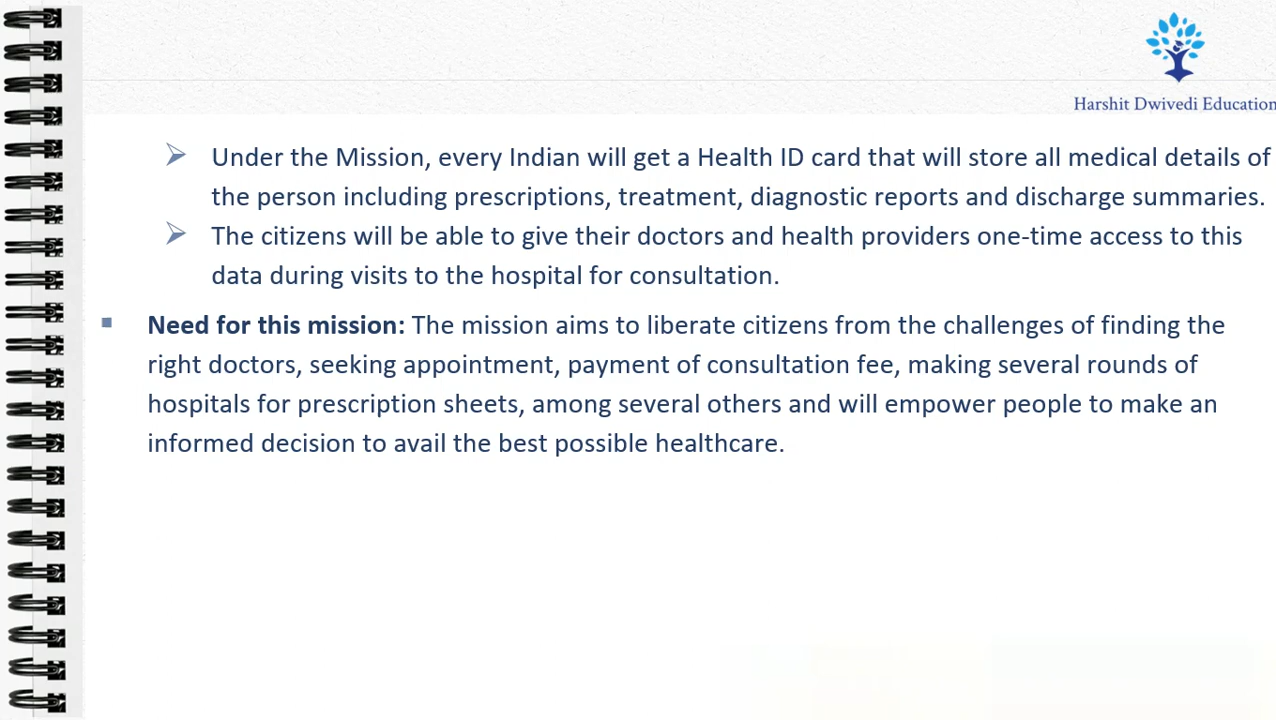 Harshit Dwivedi Education
Under the Mission, every Indian will get a Health ID card that will store all medical details of
the person including prescriptions, treatment, diagnostic reports and discharge summaries.
The citizens will be able to give their doctors and health providers one-time access to this
data during visits to the hospital for consultation.
Need for this mission: The mission aims to liberate citizens from the challenges of finding the
right doctors, seeking appointment, payment of consultation fee, making several rounds of
hospitals for prescription sheets, among several others and will empower people to make an
informed decision to avail the best possible healthcare.